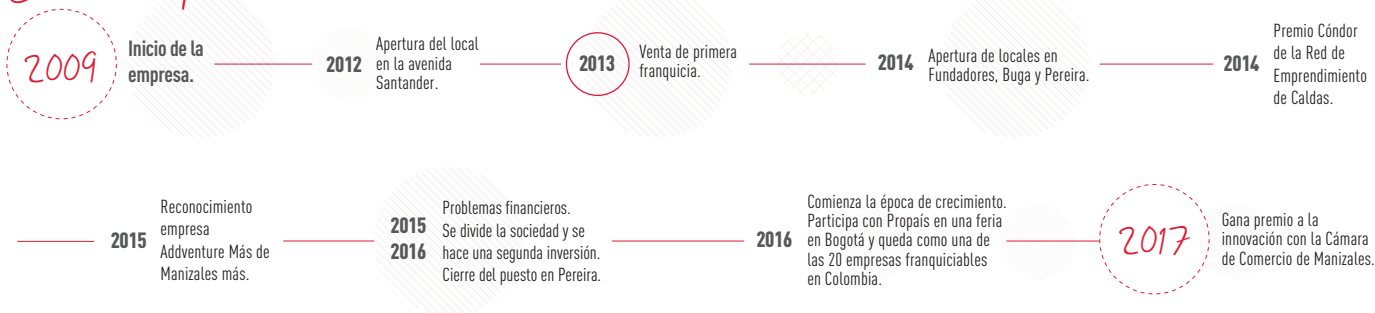 2009
Inicio de la
empresa.
2012
Apertura del local
en la avenida
Santander.
2013
Venta de primera
franquicia.
2014
Apertura de locales en
Fundadores, Buga y Pereira.
2014
Premio Cóndor
de la Red de
Emprendimiento
de Caldas.
2015
Reconocimiento
empresa
Addventure Más de
Manizales más.
2015
2016
Problemas financieros.
Se divide la sociedad y se
hace una segunda inversión.
Cierre del puesto en Pereira.
2016
Comienza la época de crecimiento.
Participa con Propaís en una feria
en Bogotá y queda como una de
las 20 empresas franquiciables
en Colombia.
2017
Gana premio a la
innovación con la Cámara
de Comercio de Manizales.